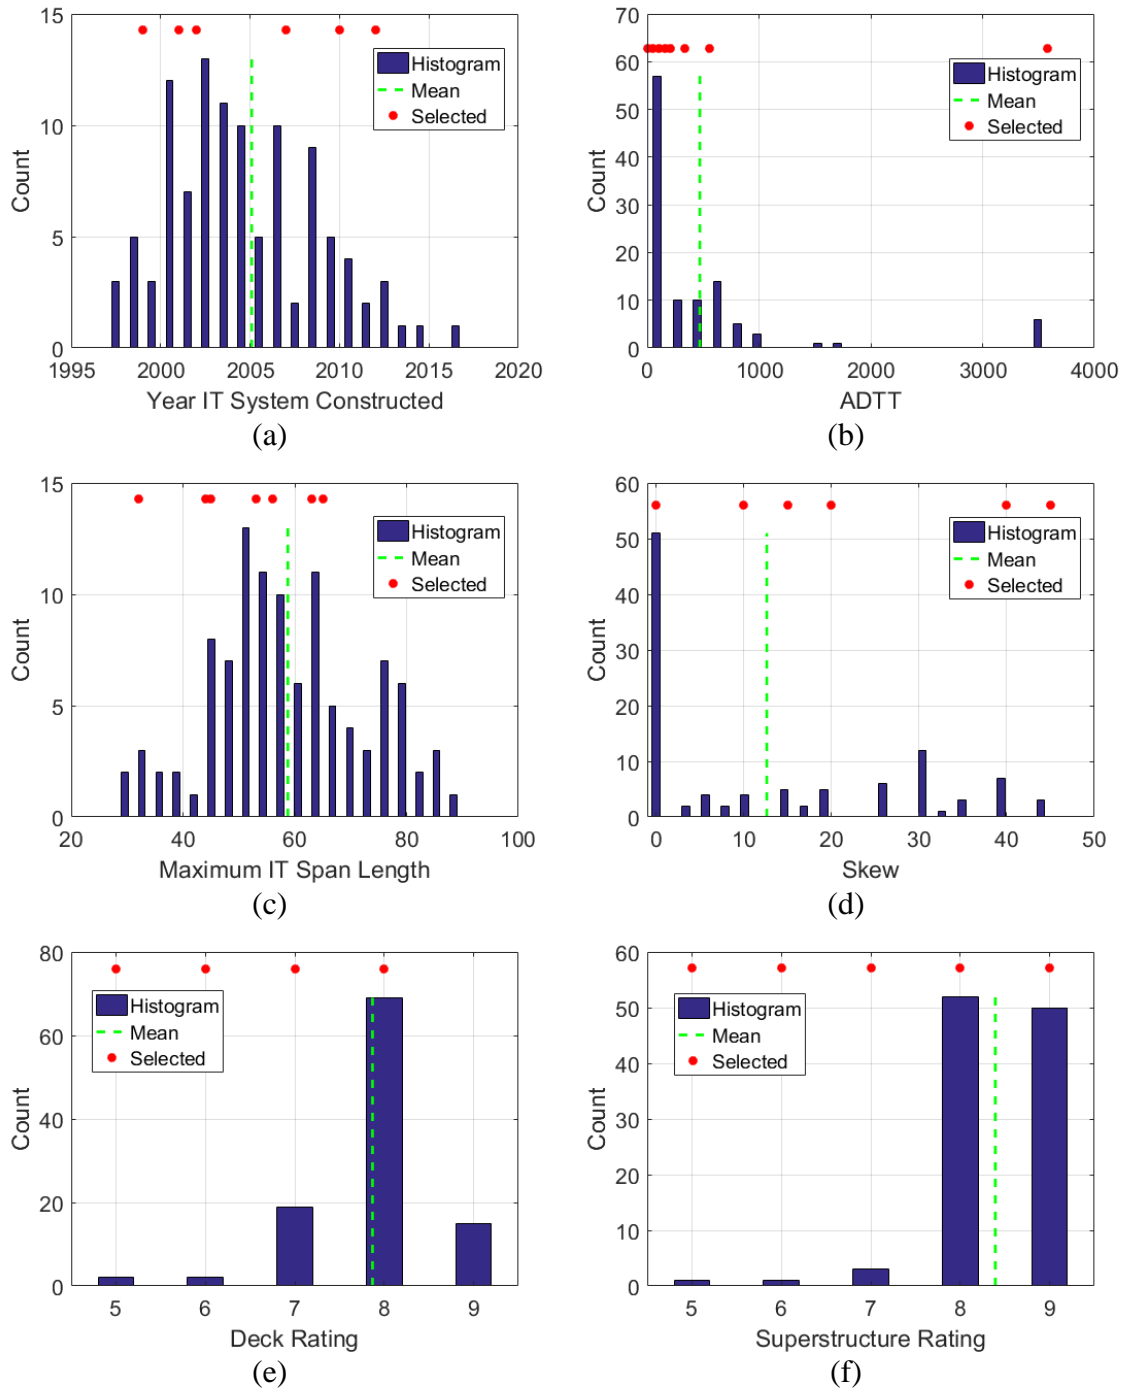 15
10
5
0
Count
1995 2000 2005 2010 2015 2020
Year IT System Constructed
Histogram
Mean
Selected
(a)
70
60
50
40
30
20
10
0
Count
0 1000 2000 3000 4000
ADTT
Histogram
Mean
Selected
(b)
15
10
5
0
Count
20 40 60 80 100
Maximum IT Span Length
Histogram
Mean
Selected
(c)
60
50
40
30
20
10
0
Count
0 10 20 30 40 50
Skew
Histogram
Mean
Selected
(d)
80
60
40
20
0
Count
5 6 7 8 9
Deck Rating
Histogram
Mean
Selected
(e)
60
50
40
30
20
10
0
Count
5 6 7 8 9
Superstructure Rating
Histogram
Mean
Selected
(f)